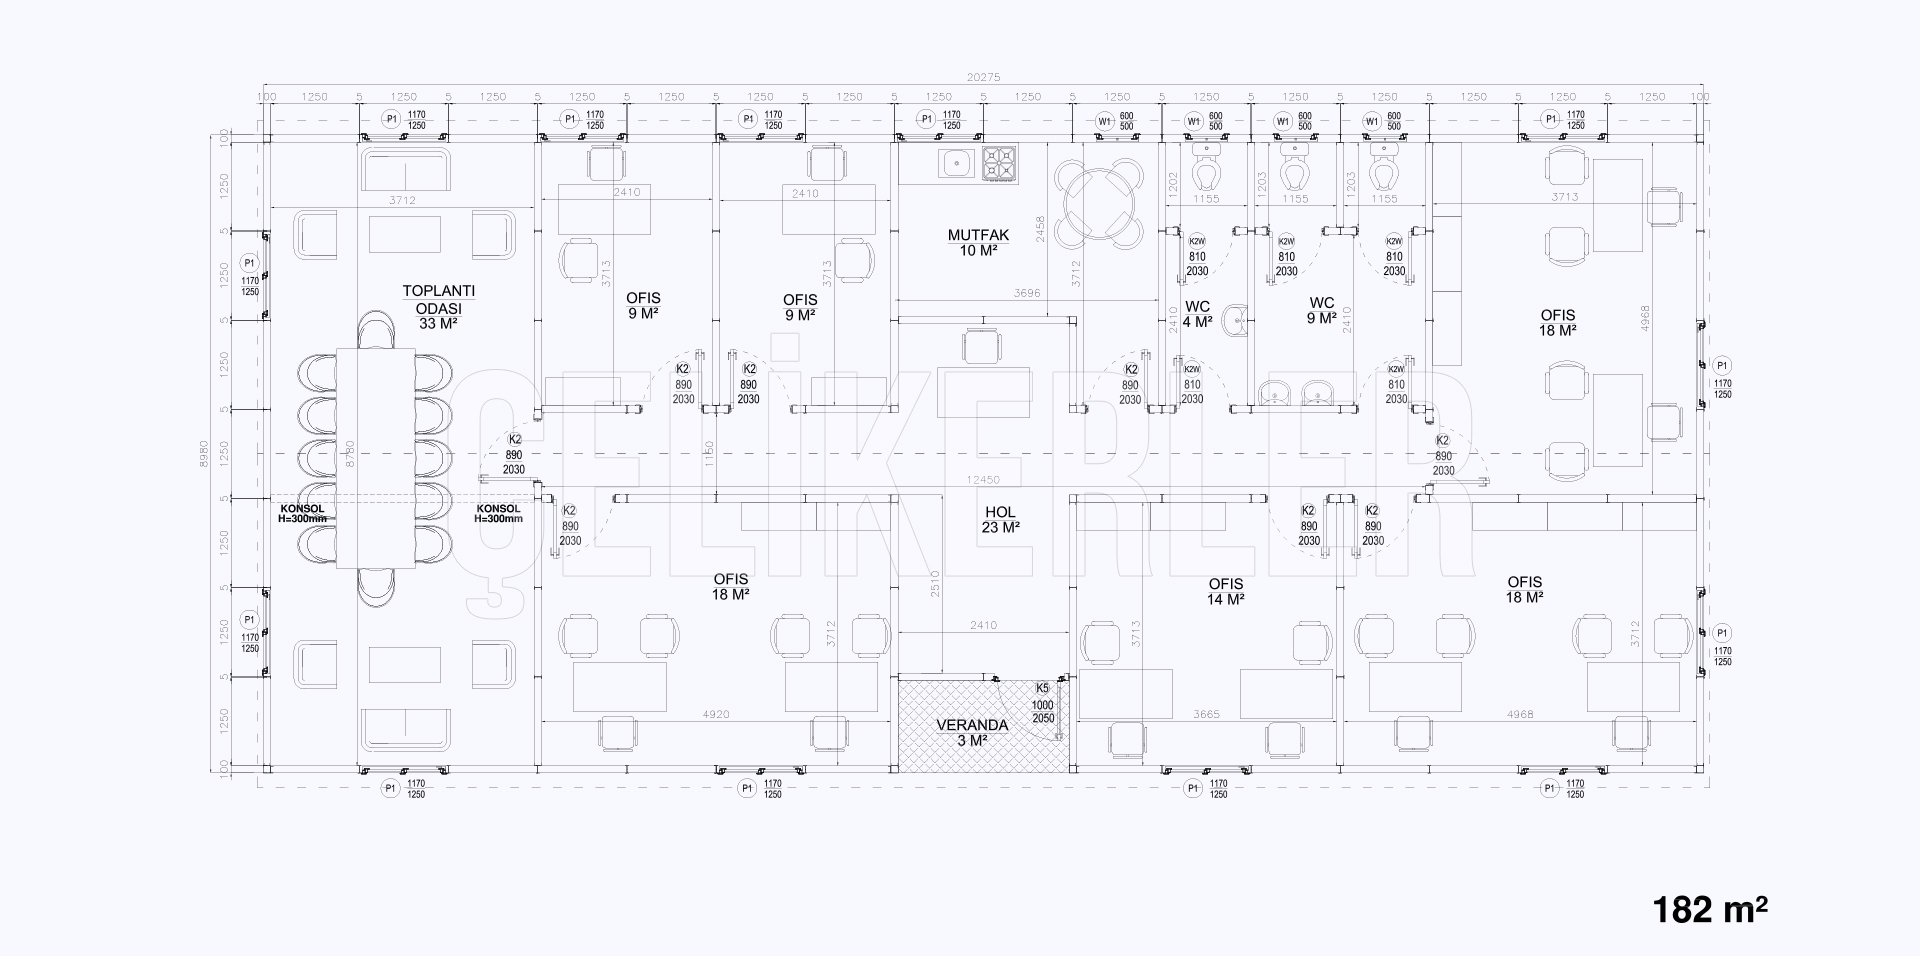 20275
100 1250 5 1250 5 1250 5 1250 5 1250 5 1250 5 1250 5 1250 5 1250 5 1250 5 1250 5 1250 5 1250 5 1250 5 1250 5 1250 100
P1 1170 1250
P1 1170 1250
P1 1170 1250
P1 1170 1250
W1 600 500
W1 600 500
W1 600 500
W1 600 500
P1 1170 1250
8980
100 1250 5 1250 5 1250 5 1250 5 1250 5 1250 5 1250 100
P1 1170 1250
P1 1170 1250
3712
8780
TOPLANTI
ODASI
33 M²
KONSOL
H=300mm
KONSOL
H=300mm
2410
3713
OFIS
9 M²
2410
3713
OFIS
9 M²
MUTFAK
10 M²
2458
3712
3696
1202
1155
1203
1155
1203
1155
K2W
810
2030
K2W
810
2030
K2W
810
2030
WC
4 M²
2410
WC
9 M²
2410
3713
OFIS
18 M²
4968
P1
1170
1250
K2
890
2030
K2
890
2030
K2
890
2030
K2W
810
2030
K2W
810
2030
K2
890
2030
K2
890
2030
1160
12450
ÇELİKERLER
K2
890
2030
HOL
23 M²
K2
890
2030
K2
890
2030
OFIS
18 M²
3712
4920
2510
2410
OFIS
14 M²
3713
3665
OFIS
18 M²
3712
4968
P1
1170
1250
K5
1000
2050
VERANDA
3 M²
P1 1170 1250
P1 1170 1250
P1 1170 1250
P1 1170 1250
182 m²